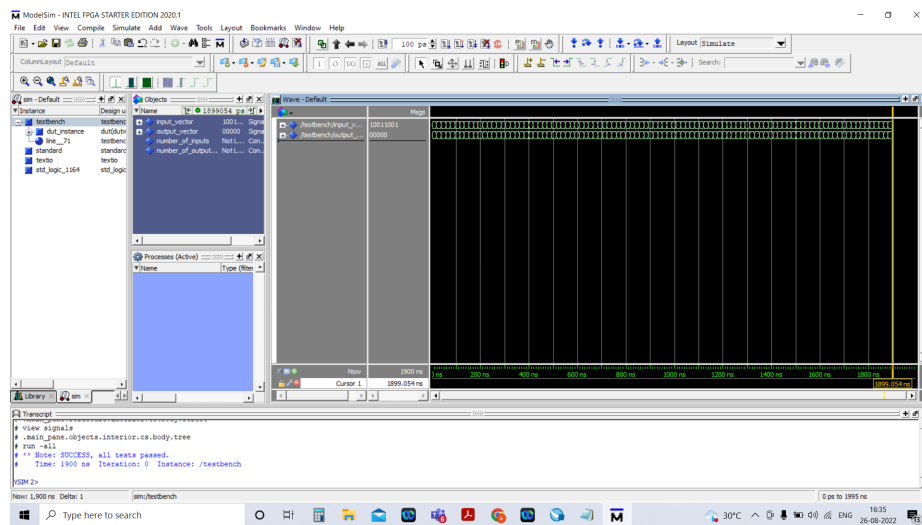 ModelSim - INTEL FPGA STARTER EDITION 2020.1
File Edit View Compile Simulate Add Wave Tools Layout Bookmarks Window Help
100 ps
Layout Simulate
ColumnLayout Default
Search:
sim - Default
Instance Design u
testbench testbenc
dut_instance dut(dutw
line__71 testbenc
standard standard
textio textio
std_logic_1164 std_logic
Library
sim
Objects
Name 1899054 ps
input_vector 1001... Signa
output_vector 00000 Signa
number_of_inputs Not L... Con...
number_of_output... Not L... Con...
Processes (Active)
Name Type (filter
Wave - Default
Msgs
/testbench/input_v... 10011001
/testbench/output_... 00000
Now 1900 ns
Cursor 1 1899.054 ns
200 ns 400 ns 600 ns 800 ns 1000 ns 1200 ns 1400 ns 1600 ns 1800 ns
1899.054 ns
Transcript
# view signals
# .main_pane.objects.interior.cs.body.tree
# run -all
# ** Note: SUCCESS, all tests passed.
# Time: 1900 ns Iteration: 0 Instance: /testbench
VSIM 2>
Now: 1,900 ns Delta: 1
sim:/testbench
0 ps to 1995 ns
Type here to search
30°C
ENG
16:35
26-08-2022